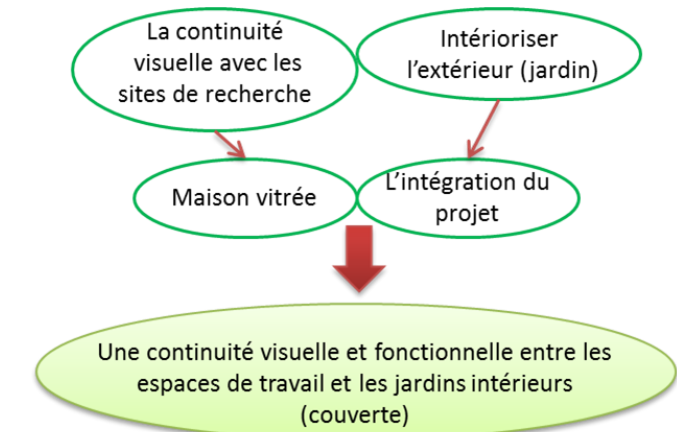 La continuité
visuelle avec les
sites de recherche
Intérioriser
l’extérieur (jardin)
Maison vitrée
L’intégration du
projet
Une continuité visuelle et fonctionnelle entre les
espaces de travail et les jardins intérieurs
(couverte)